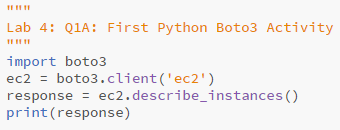 """
Lab 4: Q1A: First Python Boto3 Activity
"""
import boto3
ec2 = boto3.client('ec2')
response = ec2.describe_instances()
print(response)